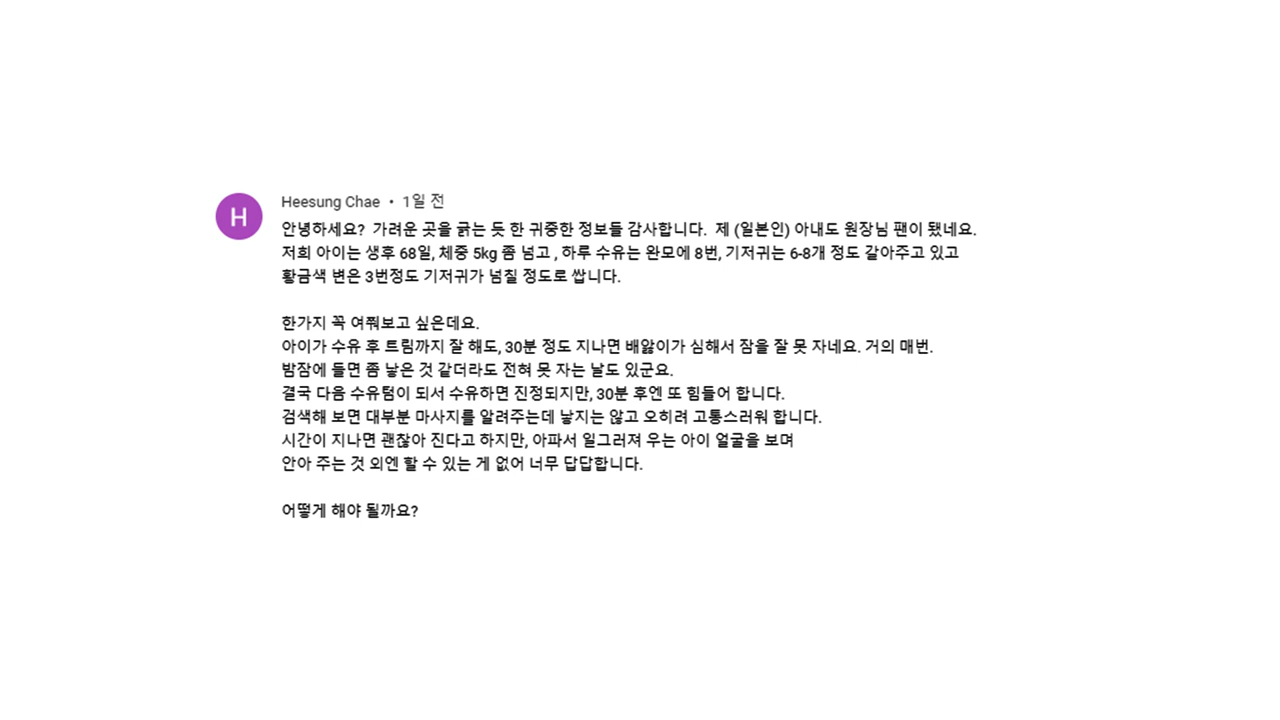 H
Heesung Chae • 1일 전
안녕하세요? 가려운 곳을 긁는 듯 한 귀중한 정보들 감사합니다. 제 (일본인) 아내도 원장님 팬이 됐네요.
저희 아이는 생후 68일, 체중 5kg 좀 넘고 , 하루 수유는 완모에 8번, 기저귀는 6-8개 정도 갈아주고 있고
황금색 변은 3번정도 기저귀가 넘칠 정도로 쌉니다.
한가지 꼭 여쭤보고 싶은데요.
아이가 수유 후 트림까지 잘 해도, 30분 정도 지나면 배앓이가 심해서 잠을 잘 못 자네요. 거의 매번.
밤잠에 들면 좀 낳은 것 같더라도 전혀 못 자는 날도 있군요.
결국 다음 수유텀이 되서 수유하면 진정되지만, 30분 후엔 또 힘들어 합니다.
검색해 보면 대부분 마사지를 알려주는데 낳지는 않고 오히려 고통스러워 합니다.
시간이 지나면 괜찮아 진다고 하지만, 아파서 일그러져 우는 아이 얼굴을 보며
안아 주는 것 외엔 할 수 있는 게 없어 너무 답답합니다.
어떻게 해야 될까요?